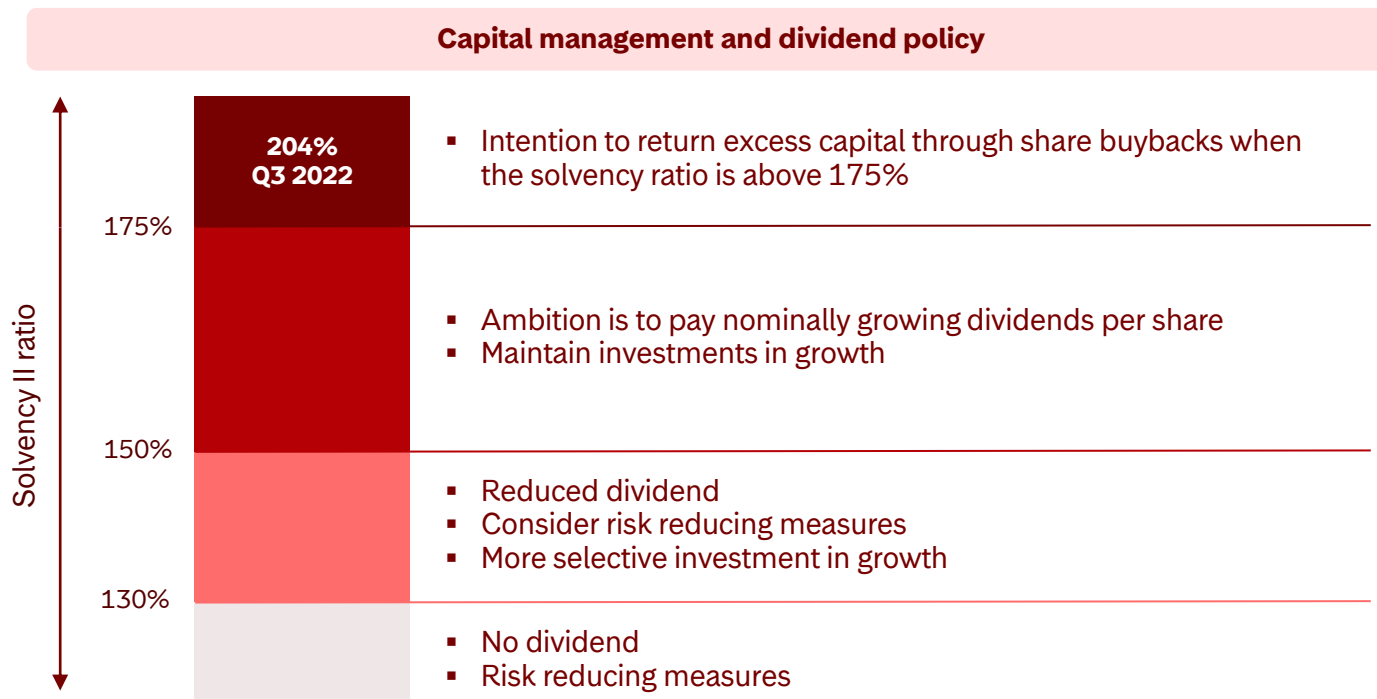 Capital management and dividend policy
Solvency II ratio
204%
Q3 2022
▪ Intention to return excess capital through share buybacks when
the solvency ratio is above 175%
175%
▪ Ambition is to pay nominally growing dividends per share
▪ Maintain investments in growth
150%
▪ Reduced dividend
▪ Consider risk reducing measures
▪ More selective investment in growth
130%
▪ No dividend
▪ Risk reducing measures